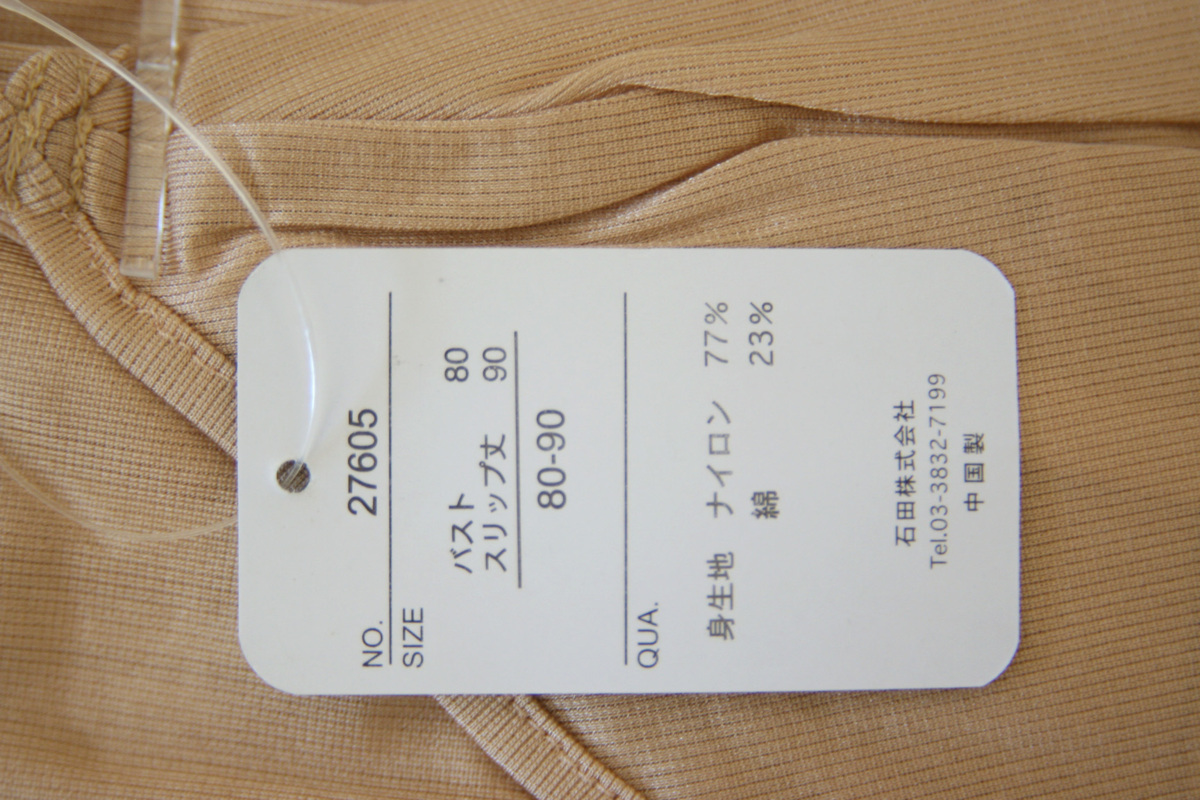 NO. 27605
SIZE
バスト 80
スリップ丈 90
80-90
QUA.
身生地 ナイロン 77%
綿 23%
石田株式会社
Tel.03-3832-7199
中国製